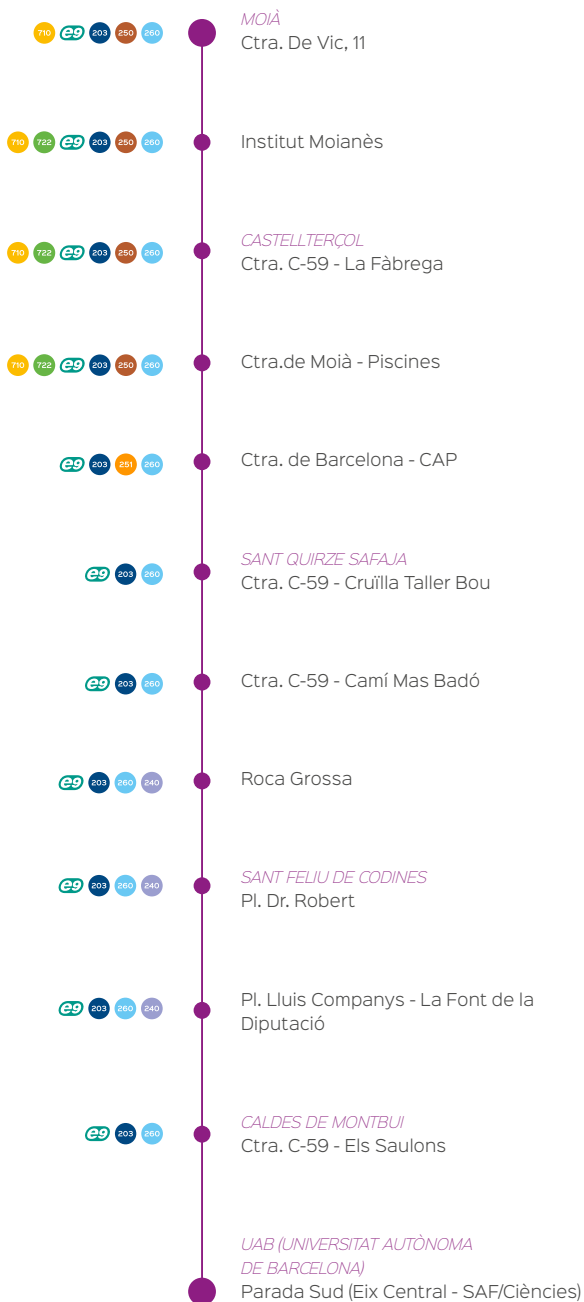 MOIÀ
710 e9 203 250 260 Ctra. De Vic, 11
710 722 e9 203 250 260 Institut Moianès
CASTELLTERÇOL
710 722 e9 203 250 260 Ctra. C-59 - La Fàbrega
710 722 e9 203 250 260 Ctra.de Moià - Piscines
e9 203 251 260 Ctra. de Barcelona - CAP
SANT QUIRZE SAFAJA
e9 203 260 Ctra. C-59 - Cruïlla Taller Bou
e9 203 260 Ctra. C-59 - Camí Mas Badó
e9 203 260 240 Roca Grossa
SANT FELIU DE CODINES
e9 203 260 240 Pl. Dr. Robert
e9 203 260 240 Pl. Lluis Companys - La Font de la
Diputació
CALDES DE MONTBUI
e9 203 260 Ctra. C-59 - Els Saulons
UAB (UNIVERSITAT AUTÒNOMA
DE BARCELONA)
Parada Sud (Eix Central - SAF/Ciències)